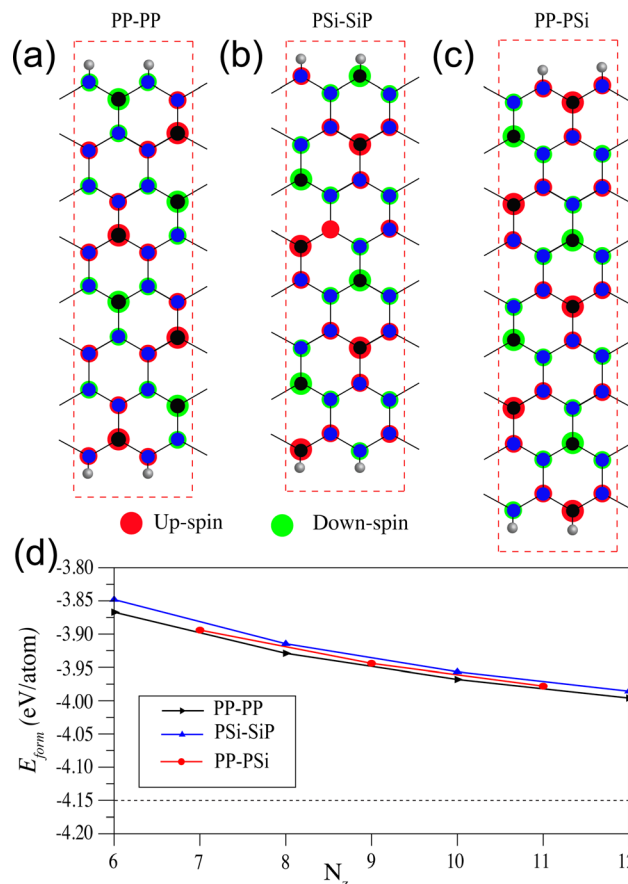 PP-PP PSi-SiP PP-PSi
(a) (b) (c)
Up-spin Down-spin
(d)
-3.80
-3.85
-3.90
-3.95
-4.00
-4.05
-4.10
-4.15
-4.20
E_form (eV/atom)
PP-PP
PSi-SiP
PP-PSi
6 7 8 9 10 11 12
N_z